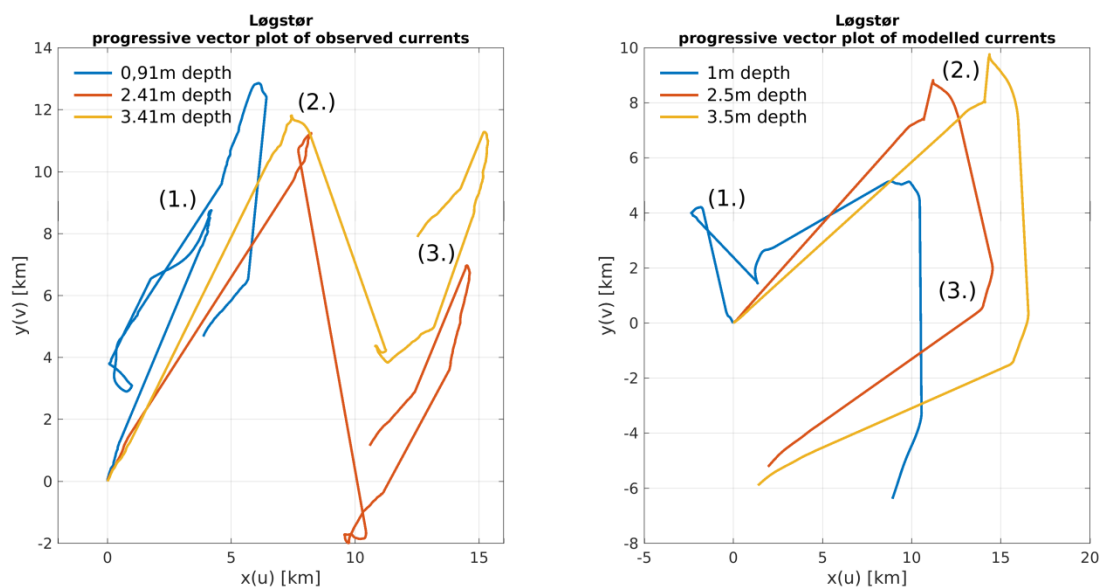 Løgstør
progressive vector plot of observed currents
14
12
10
8
6
4
2
0
-2
y(v) [km]
0,91m depth
2.41m depth
3.41m depth
(1.)
(2.)
(3.)
0
5
10
15
x(u) [km]
Løgstør
progressive vector plot of modelled currents
10
8
6
4
2
0
-2
-4
-6
-8
y(v) [km]
1m depth
2.5m depth
3.5m depth
(1.)
(2.)
(3.)
-5
0
5
10
15
20
x(u) [km]